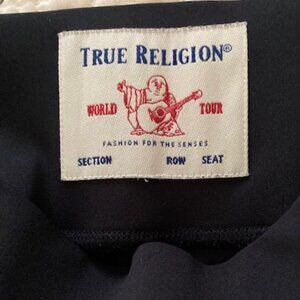 TRUE RELIGION®
WORLD TOUR
FASHION FOR THE SENSES
SECTION ROW SEAT